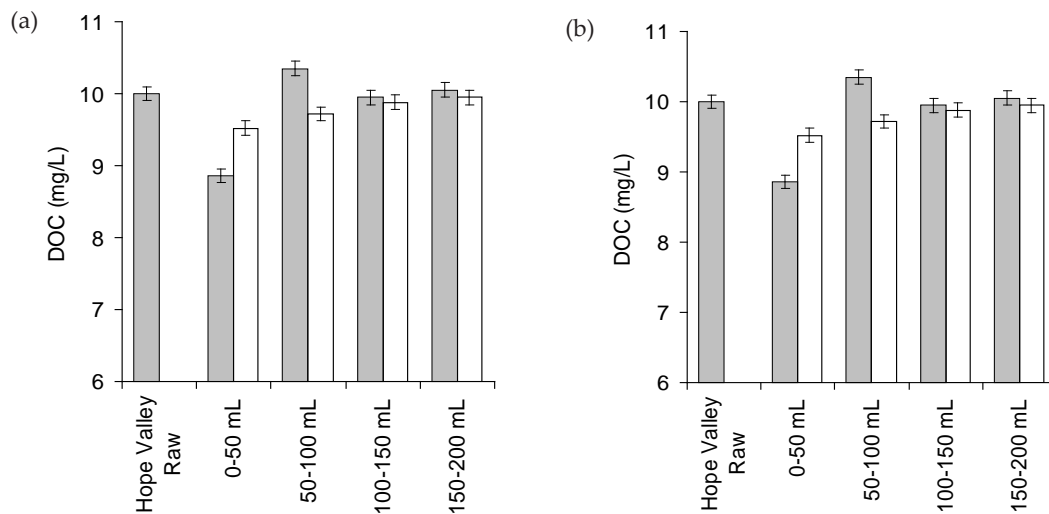 (a)
DOC (mg/L)
11
10
9
8
7
6
Hope Valley
Raw
0-50 mL
50-100 mL
100-150 mL
150-200 mL
(b)
DOC (mg/L)
11
10
9
8
7
6
Hope Valley
Raw
0-50 mL
50-100 mL
100-150 mL
150-200 mL